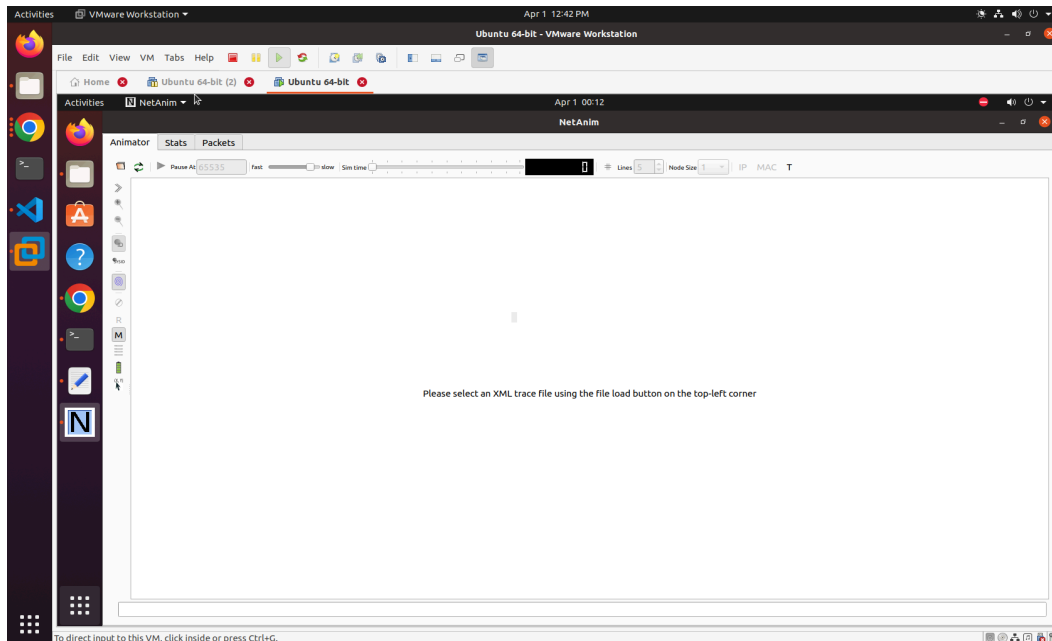 Activities VMware Workstation Apr 1 12:42 PM
Ubuntu 64-bit - VMware Workstation
File Edit View VM Tabs Help
Home Ubuntu 64-bit (2) Ubuntu 64-bit
Activities NetAnim Apr 1 00:12
NetAnim
Animator Stats Packets
Pause At 65535 fast slow Sim time 0 Lines 5 Node Size 1 IP MAC T
R
M
Please select an XML trace file using the file load button on the top-left corner
N
To direct input to this VM, click inside or press Ctrl+G.